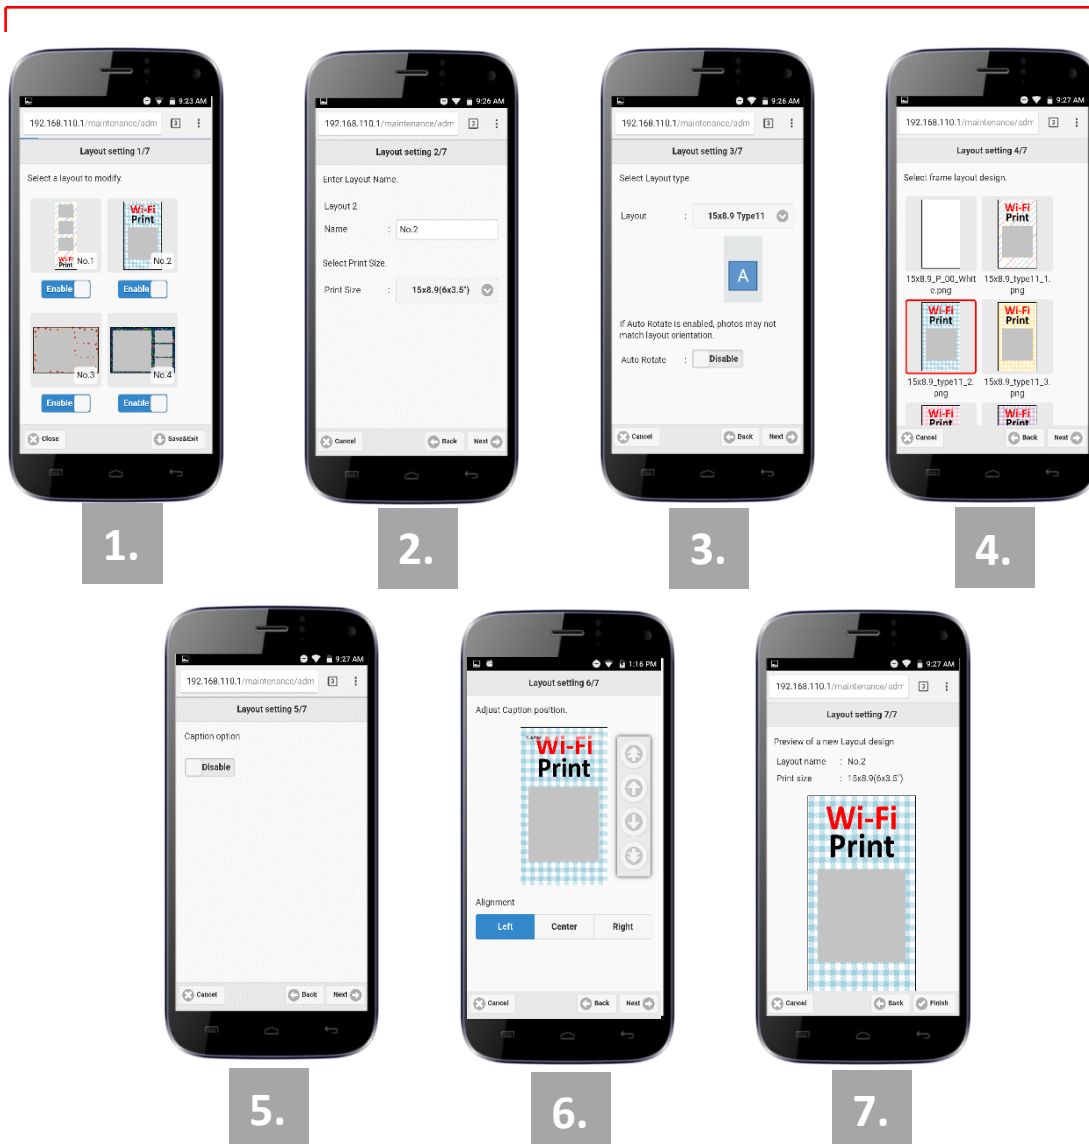 9:23 AM
192.168.110.1/maintenance/adm 3
Layout setting 1/7
Select a layout to modify.
Wi-Fi
Print
No.1
Wi-Fi
Print
No.2
Enable
Enable
No.3
No.4
Enable
Enable
Close
Save&Exit
1.
9:26 AM
192.168.110.1/maintenance/adm 3
Layout setting 2/7
Enter Layout Name.
Layout 2
Name : No.2
Select Print Size.
Print Size : 15x8.9(6x3.5")
Cancel
Back
Next
2.
9:26 AM
192.168.110.1/maintenance/adm 3
Layout setting 3/7
Select Layout type.
Layout : 15x8.9 Type11
A
If Auto Rotate is enabled, photos may not
match layout orientation.
Auto Rotate : Disable
Cancel
Back
Next
3.
9:27 AM
192.168.110.1/maintenance/adm 3
Layout setting 4/7
Select frame layout design.
15x8.9_P_00_Whit
e.png
Wi-Fi
Print
15x8.9_type11_1.
png
Wi-Fi
Print
15x8.9_type11_2.
png
Wi-Fi
Print
15x8.9_type11_3.
png
Wi-Fi
Print
Wi-Fi
Print
Cancel
Back
Next
4.
9:27 AM
192.168.110.1/maintenance/adm 3
Layout setting 5/7
Caption option
Disable
Cancel
Back
Next
5.
1:16 PM
Layout setting 6/7
Adjust Caption position.
Caption
Wi-Fi
Print
Alignment
Left
Center
Right
Cancel
Back
Next
6.
9:27 AM
192.168.110.1/maintenance/adm 3
Layout setting 7/7
Preview of a new Layout design
Layout name : No.2
Print size : 15x8.9(6x3.5")
Wi-Fi
Print
Cancel
Back
Finish
7.